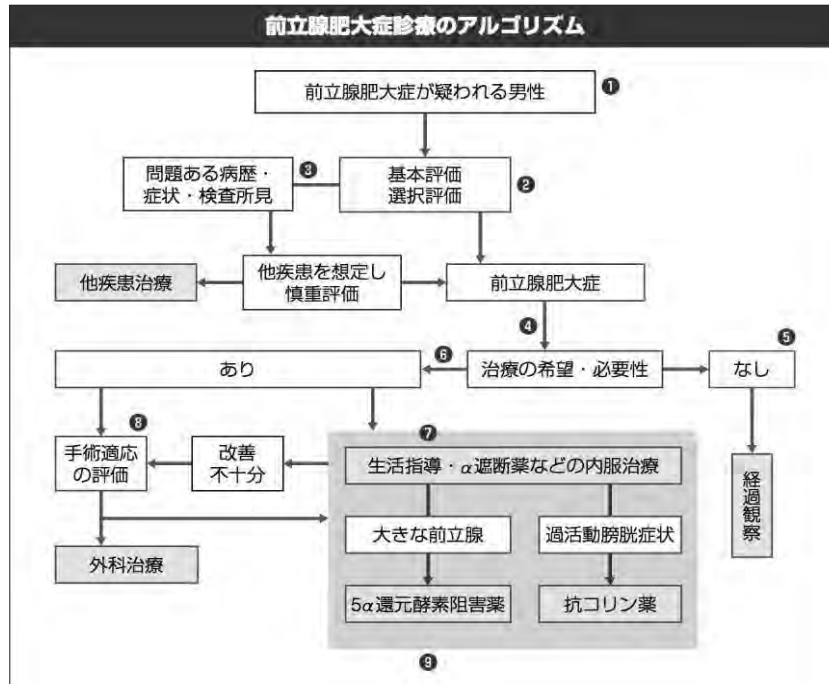 前立腺肥大症診療のアルゴリズム
前立腺肥大症が疑われる男性
❶
問題ある病歴・
症状・検査所見
❸
基本評価
選択評価
❷
他疾患治療
他疾患を想定し
慎重評価
前立腺肥大症
❹
❺
あり
❻
治療の希望・必要性
なし
❽
❼
手術適応
の評価
改善
不十分
生活指導・α遮断薬などの内服治療
経過観察
大きな前立腺
過活動膀胱症状
外科治療
5α還元酵素阻害薬
抗コリン薬
❾